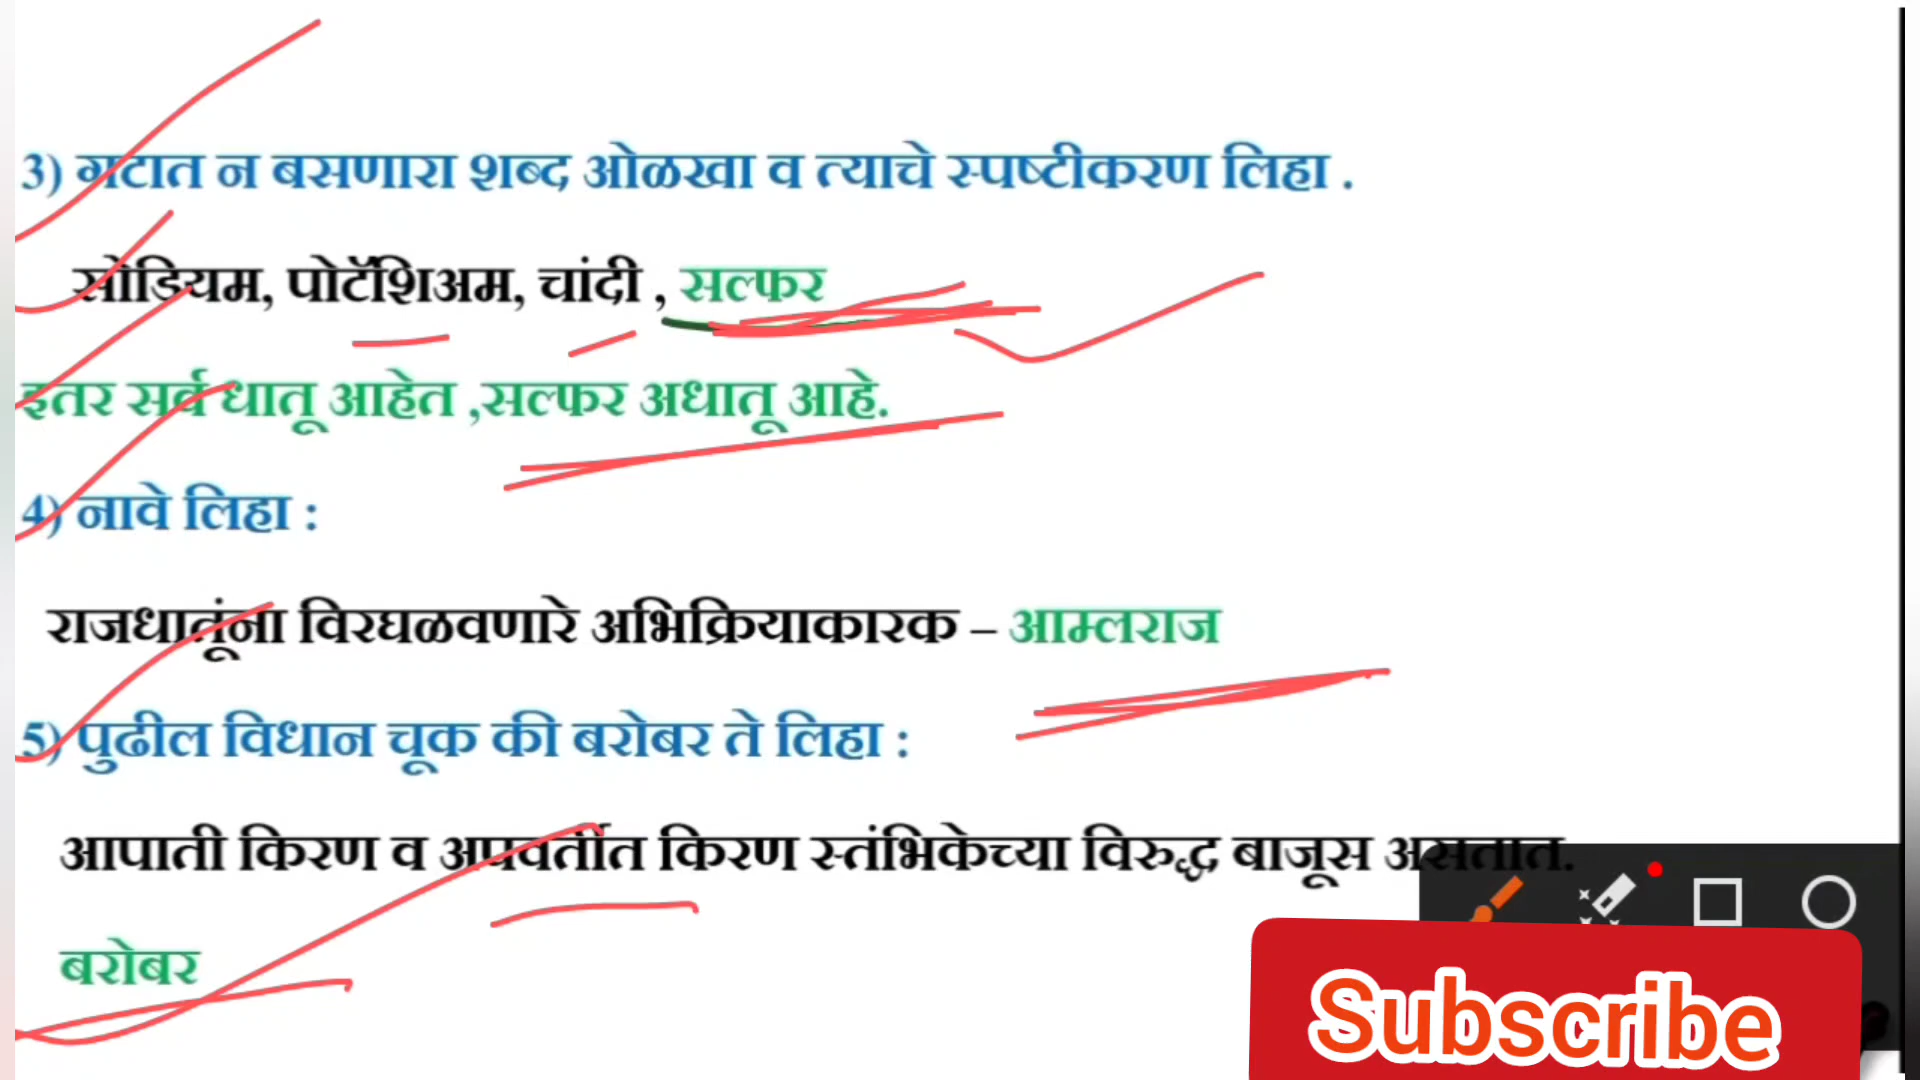 3) गटात न बसणारा शब्द ओळखा व त्याचे स्पष्टीकरण लिहा .
सोडियम, पोटॅशिअम, चांदी , सल्फर
इतर सर्व धातू आहेत ,सल्फर अधातू आहे.
4) नावे लिहा :
राजधातूंना विरघळवणारे अभिक्रियाकारक – आम्लराज
5) पुढील विधान चूक की बरोबर ते लिहा :
आपाती किरण व अपवर्तीत किरण स्तंभिकेच्या विरुद्ध बाजूस असतात.
बरोबर
Subscribe